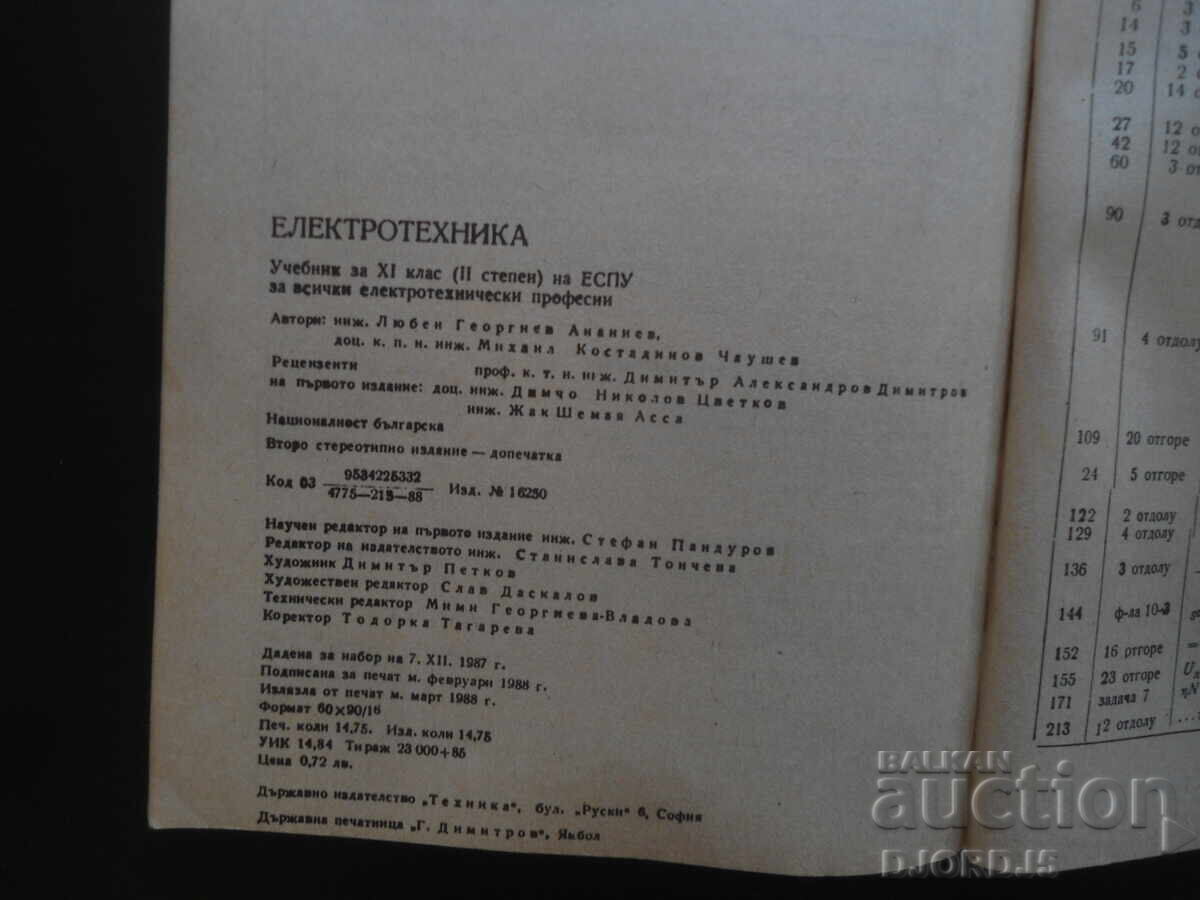 ЕЛЕКТРОТЕХНИКА
Учебник за XI клас (II степен) на ЕСПУ
за всички електротехнически професии
Автори: инж. Любен Георгиев Ананиев,
доц. к. п. н. инж. Михаил Костадинов Чаушев
Рецензенти проф. к. т. н. инж. Димитър Александров Димитров
на първото издание: доц. инж. Димчо Николов Цветков
инж. Жак Шемая Асса
Националност българска
Второ стереотипно издание — допечатка
Код 03 9534225332
4775—213—88 Изд. № 16250
Научен редактор на първото издание инж. Стефан Пандуров
Редактор на издателството инж. Станислава Тончева
Художник Димитър Петков
Художествен редактор Слав Даскалов
Технически редактор Мими Георгиева-Владова
Коректор Тодорка Тагарева
Дадена за набор на 7. XII. 1987 г.
Подписана за печат м. февруари 1988 г.
Излязла от печат м. март 1988 г.
Формат 60×90/16
Печ. коли 14,75. Изд. коли 14,75
УИК 14,84 Тираж 23 000+85
Цена 0,72 лв.
Държавно издателство „Техника“, бул. „Руски“ 6, София
Държавна печатница „Г. Димитров“, Ямбол
6 3
14 3
15 5
17 2
20 14
27 12
42 12
60 3 от
90 3 отд
91 4 отдолу
109 20 отгоре
24 5 отгоре
122 2 отдолу
129 4 отдолу
136 3 отдолу
144 ф-ла 10-3
152 16 отгоре =
155 23 отгоре
171 задача 7 ηN
213 12 отдолу ....
BALKAN
auction
DJORD.15